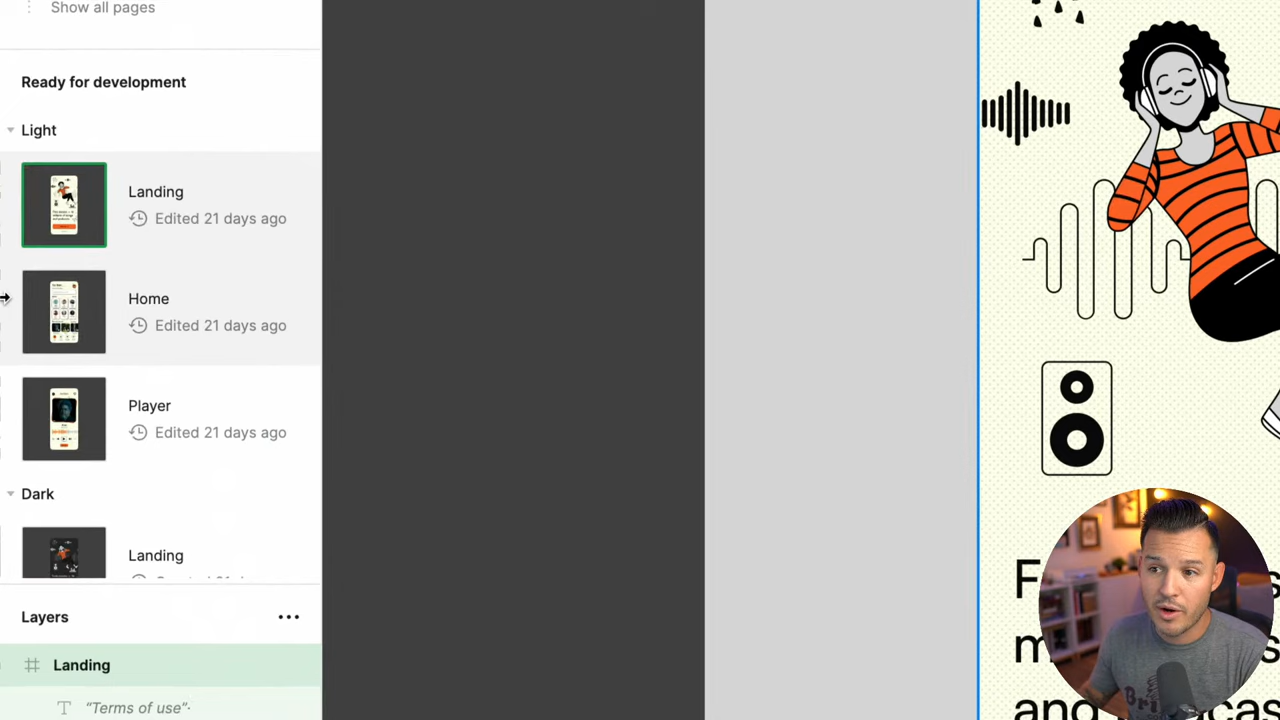 Show all pages
Ready for development
Light
Landing
Edited 21 days ago
Home
Edited 21 days ago
Player
Edited 21 days ago
Dark
Landing
Layers
Landing
"Terms of use"
and